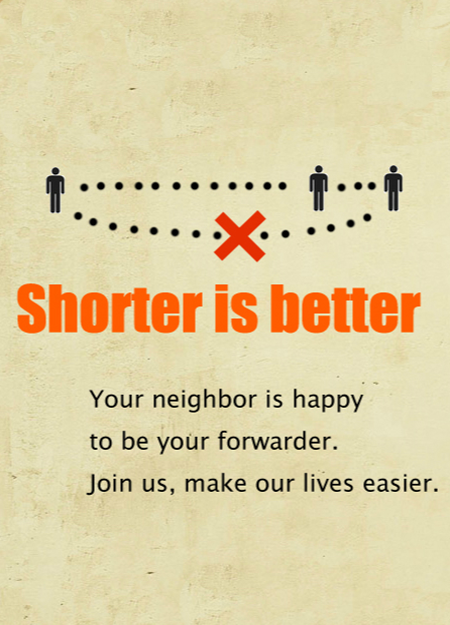 Shorter is better
Your neighbor is happy
to be your forwarder.
Join us, make our lives easier.